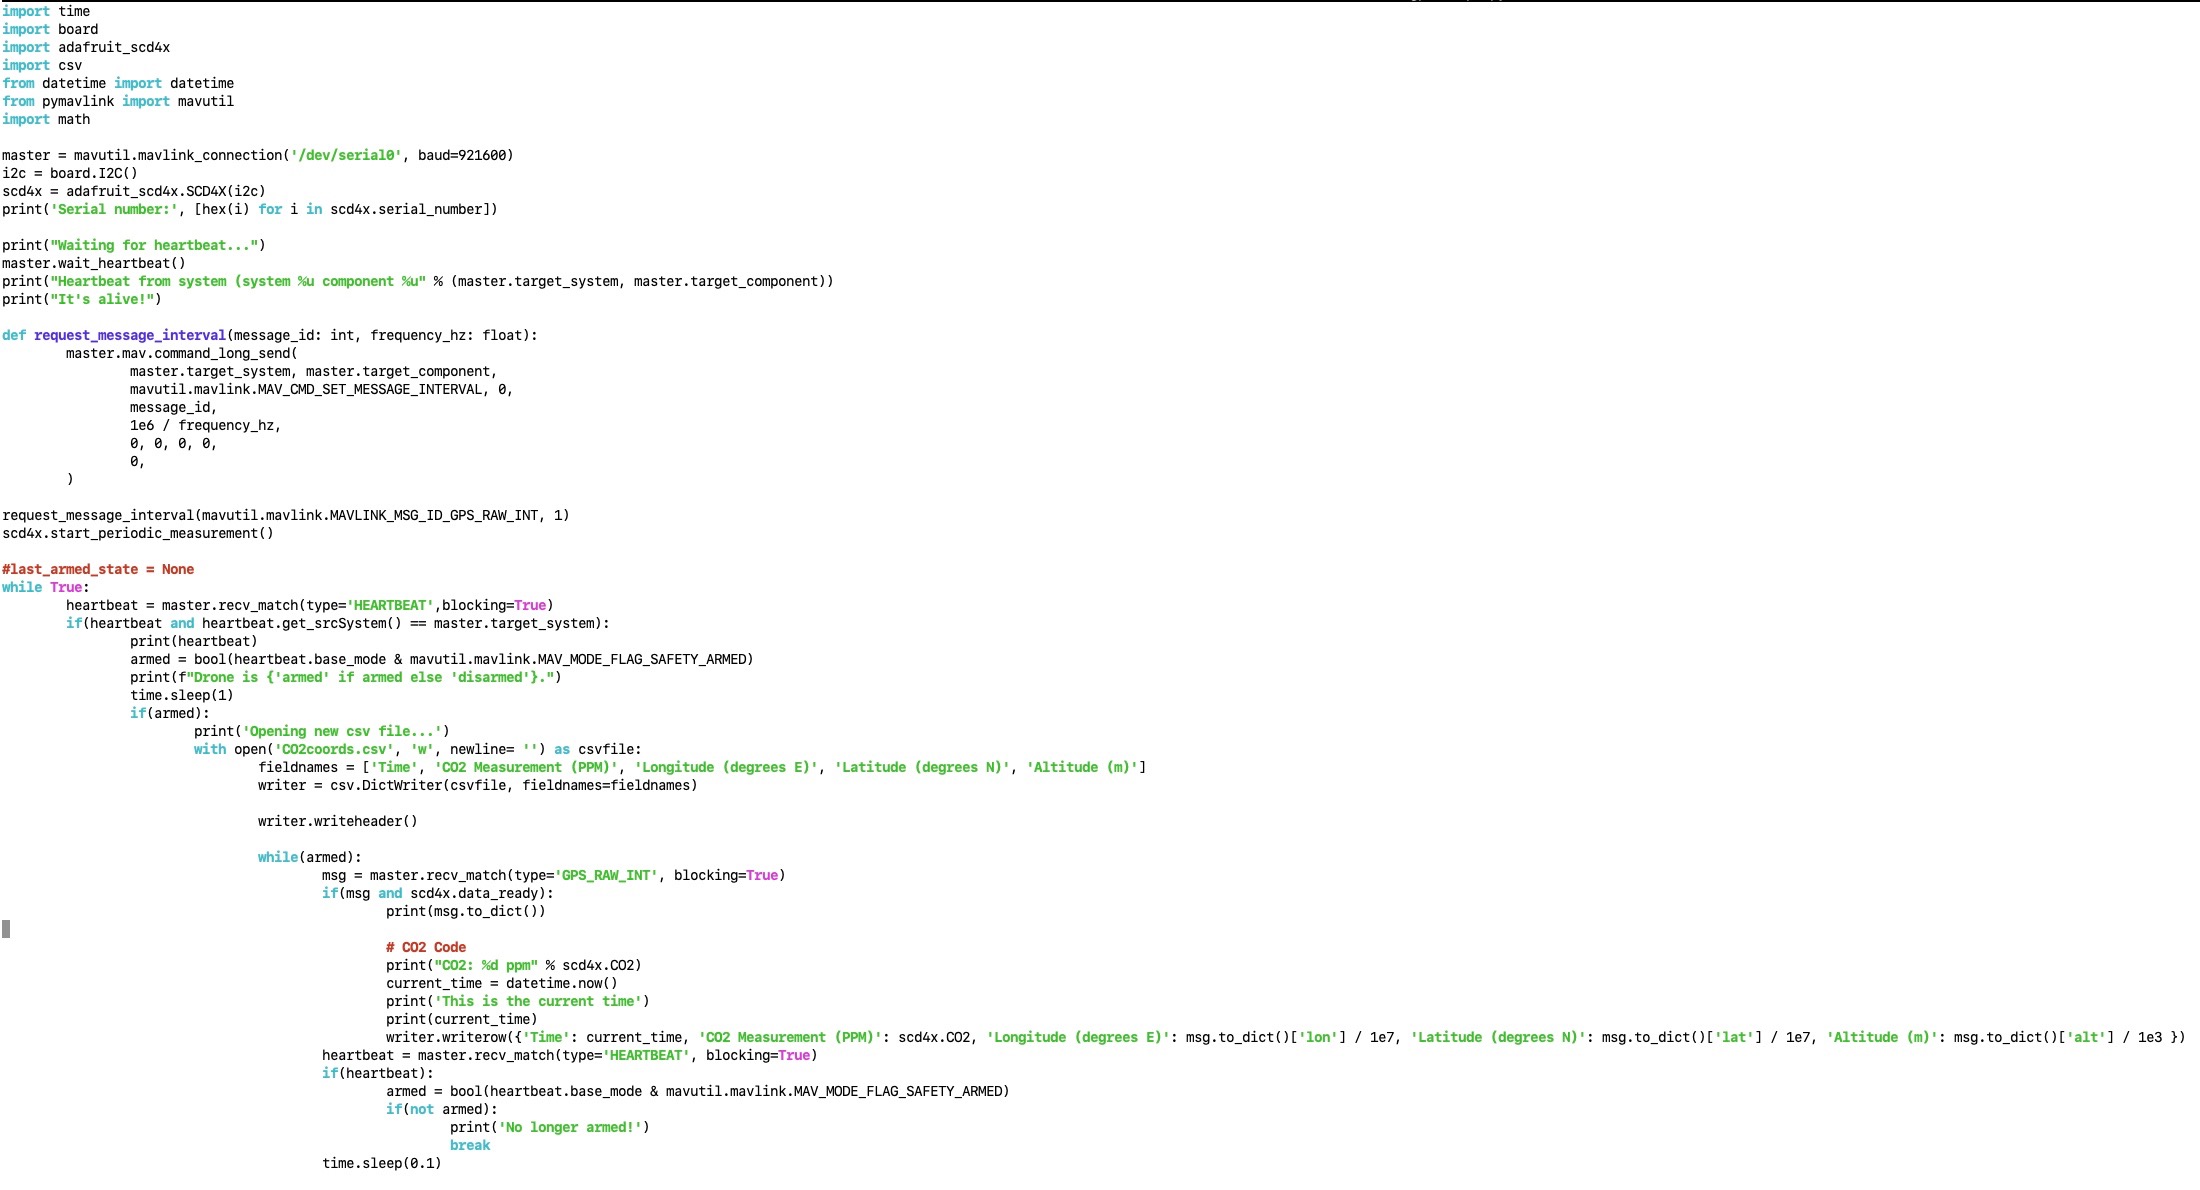 import time
import board
import adafruit_scd4x
import csv
from datetime import datetime
from pymavlink import mavutil
import math

master = mavutil.mavlink_connection('/dev/serial0', baud=921600)
i2c = board.I2C()
scd4x = adafruit_scd4x.SCD4X(i2c)
print('Serial number:', [hex(i) for i in scd4x.serial_number])

print("Waiting for heartbeat...")
master.wait_heartbeat()
print("Heartbeat from system (system %u component %u" % (master.target_system, master.target_component))
print("It's alive!")

def request_message_interval(message_id: int, frequency_hz: float):
        master.mav.command_long_send(
                master.target_system, master.target_component,
                mavutil.mavlink.MAV_CMD_SET_MESSAGE_INTERVAL, 0,
                message_id,
                1e6 / frequency_hz,
                0, 0, 0, 0,
                0,
        )

request_message_interval(mavutil.mavlink.MAVLINK_MSG_ID_GPS_RAW_INT, 1)
scd4x.start_periodic_measurement()

#last_armed_state = None
while True:
        heartbeat = master.recv_match(type='HEARTBEAT',blocking=True)
        if(heartbeat and heartbeat.get_srcSystem() == master.target_system):
                print(heartbeat)
                armed = bool(heartbeat.base_mode & mavutil.mavlink.MAV_MODE_FLAG_SAFETY_ARMED)
                print(f"Drone is {'armed' if armed else 'disarmed'}.")
                time.sleep(1)
                if(armed):
                        print('Opening new csv file...')
                        with open('CO2coords.csv', 'w', newline= '') as csvfile:
                                fieldnames = ['Time', 'CO2 Measurement (PPM)', 'Longitude (degrees E)', 'Latitude (degrees N)', 'Altitude (m)']
                                writer = csv.DictWriter(csvfile, fieldnames=fieldnames)

                                writer.writeheader()

                                while(armed):
                                        msg = master.recv_match(type='GPS_RAW_INT', blocking=True)
                                        if(msg and scd4x.data_ready):
                                                print(msg.to_dict())

                                                # CO2 Code
                                                print("CO2: %d ppm" % scd4x.CO2)
                                                current_time = datetime.now()
                                                print('This is the current time')
                                                print(current_time)
                                                writer.writerow({'Time': current_time, 'CO2 Measurement (PPM)': scd4x.CO2, 'Longitude (degrees E)': msg.to_dict()['lon'] / 1e7, 'Latitude (degrees N)': msg.to_dict()['lat'] / 1e7, 'Altitude (m)': msg.to_dict()['alt'] / 1e3 })
                                        heartbeat = master.recv_match(type='HEARTBEAT', blocking=True)
                                        if(heartbeat):
                                                armed = bool(heartbeat.base_mode & mavutil.mavlink.MAV_MODE_FLAG_SAFETY_ARMED)
                                                if(not armed):
                                                        print('No longer armed!')
                                                        break
                                        time.sleep(0.1)